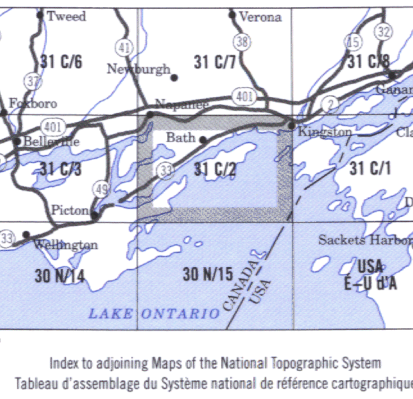 Tweed
Verona
41
38
32
15
31 C/6
31 C/7
31 C/8
Newburgh
37
Gananoque
Foxboro
Napanee
401
2
401
Belleville
Bath
Kingston
31 C/3
33
31 C/2
31 C/1
49
Picton
33
Wellington
Sackets Harbor
30 N/14
30 N/15
USA
É-U d'A
CANADA
USA
LAKE ONTARIO
Index to adjoining Maps of the National Topographic System
Tableau d'assemblage du Système national de référence cartographique